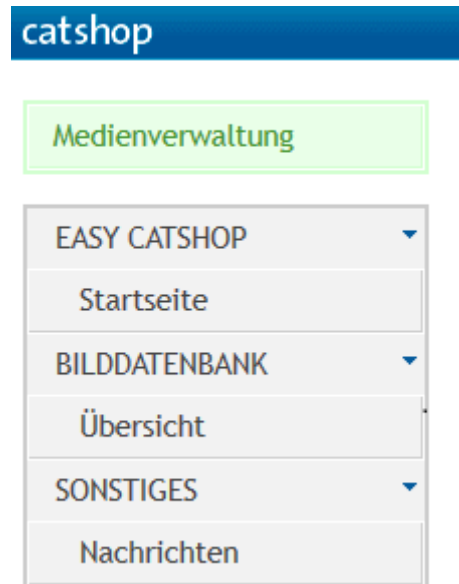 catshop
Medienverwaltung
EASY CATSHOP
Startseite
BILDDATENBANK
Übersicht
SONSTIGES
Nachrichten